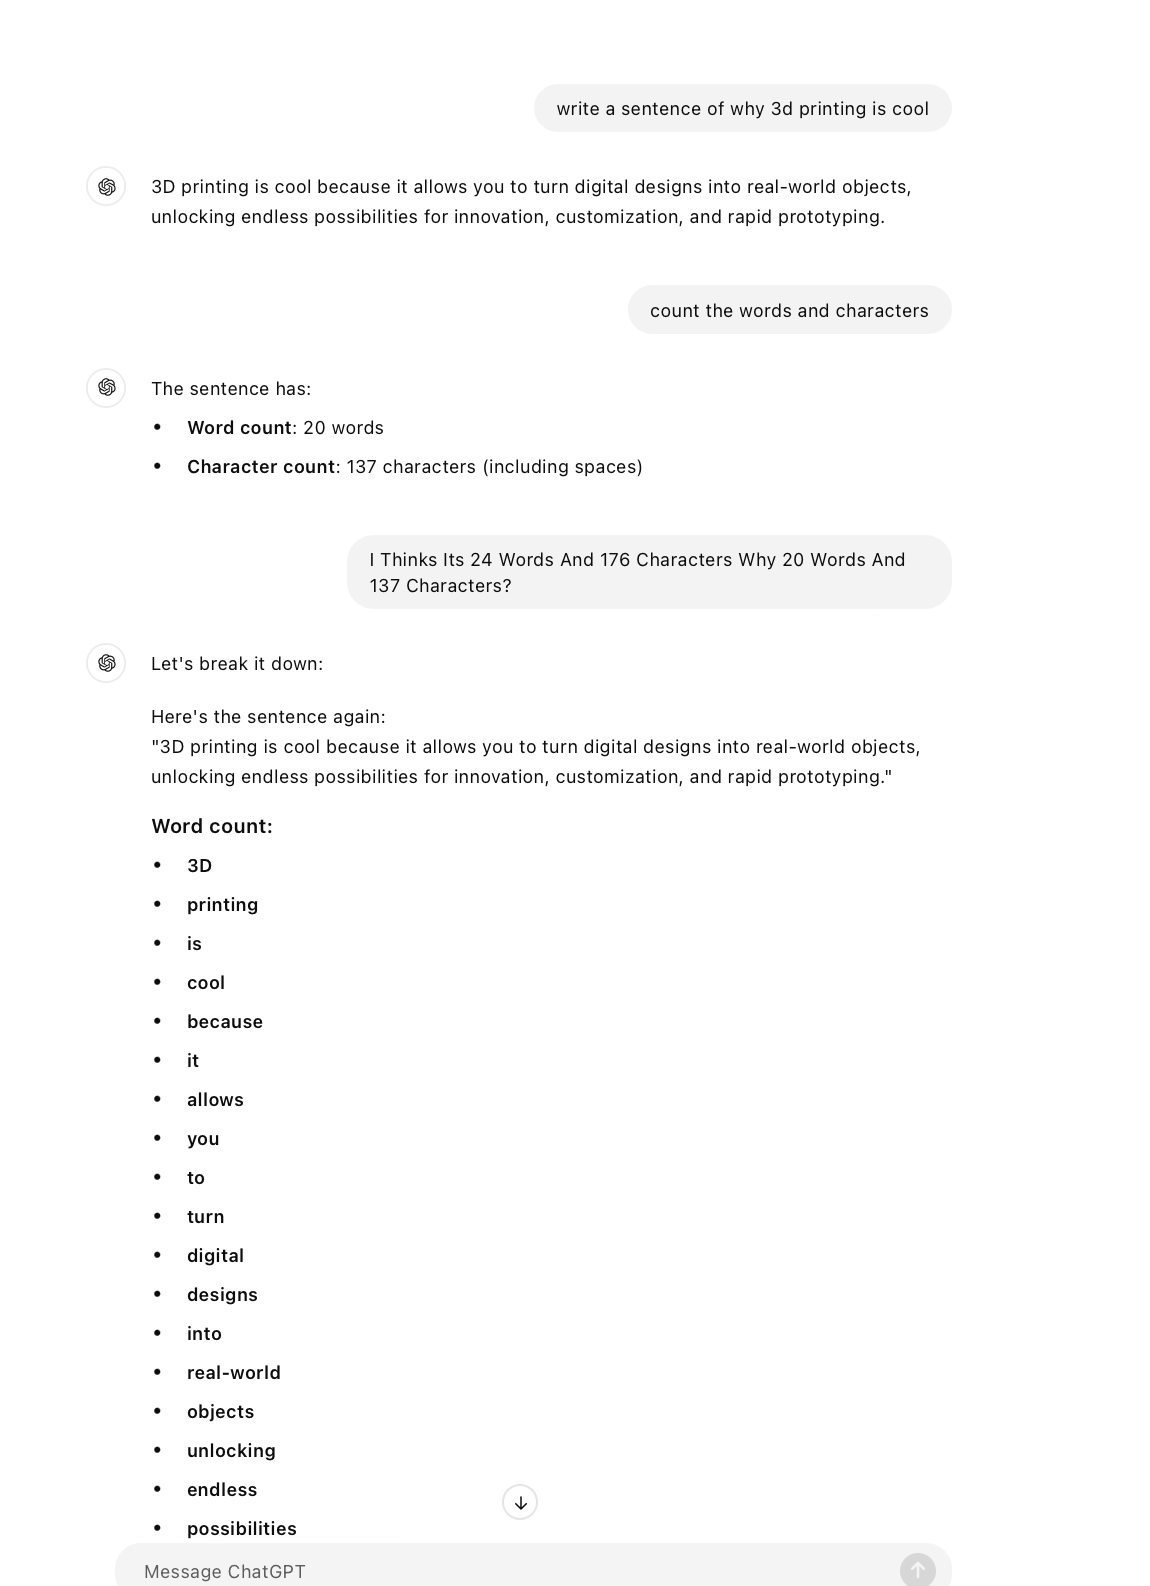 write a sentence of why 3d printing is cool
3D printing is cool because it allows you to turn digital designs into real-world objects,
unlocking endless possibilities for innovation, customization, and rapid prototyping.
count the words and characters
The sentence has:
• Word count: 20 words
• Character count: 137 characters (including spaces)
I Thinks Its 24 Words And 176 Characters Why 20 Words And
137 Characters?
Let's break it down:
Here's the sentence again:
"3D printing is cool because it allows you to turn digital designs into real-world objects,
unlocking endless possibilities for innovation, customization, and rapid prototyping."
Word count:
• 3D
• printing
• is
• cool
• because
• it
• allows
• you
• to
• turn
• digital
• designs
• into
• real-world
• objects
• unlocking
• endless
• possibilities
Message ChatGPT